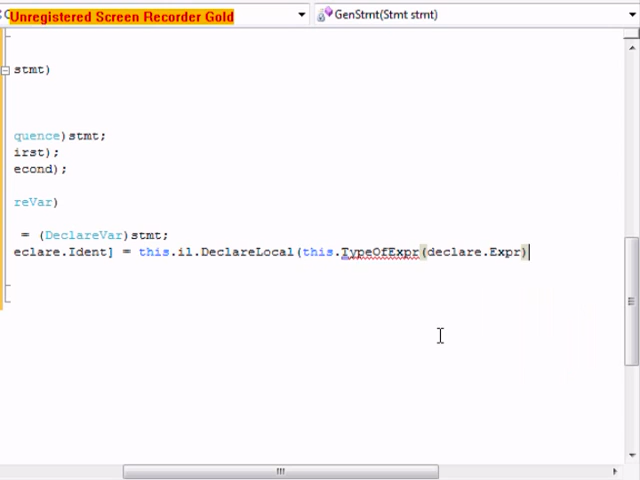 Unregistered Screen Recorder Gold
GenStmt(Stmt stmt)
stmt)
quence)stmt;
irst);
econd);
reVar)
= (DeclareVar)stmt;
eclare.Ident] = this.il.DeclareLocal(this.TypeOfExpr(declare.Expr)